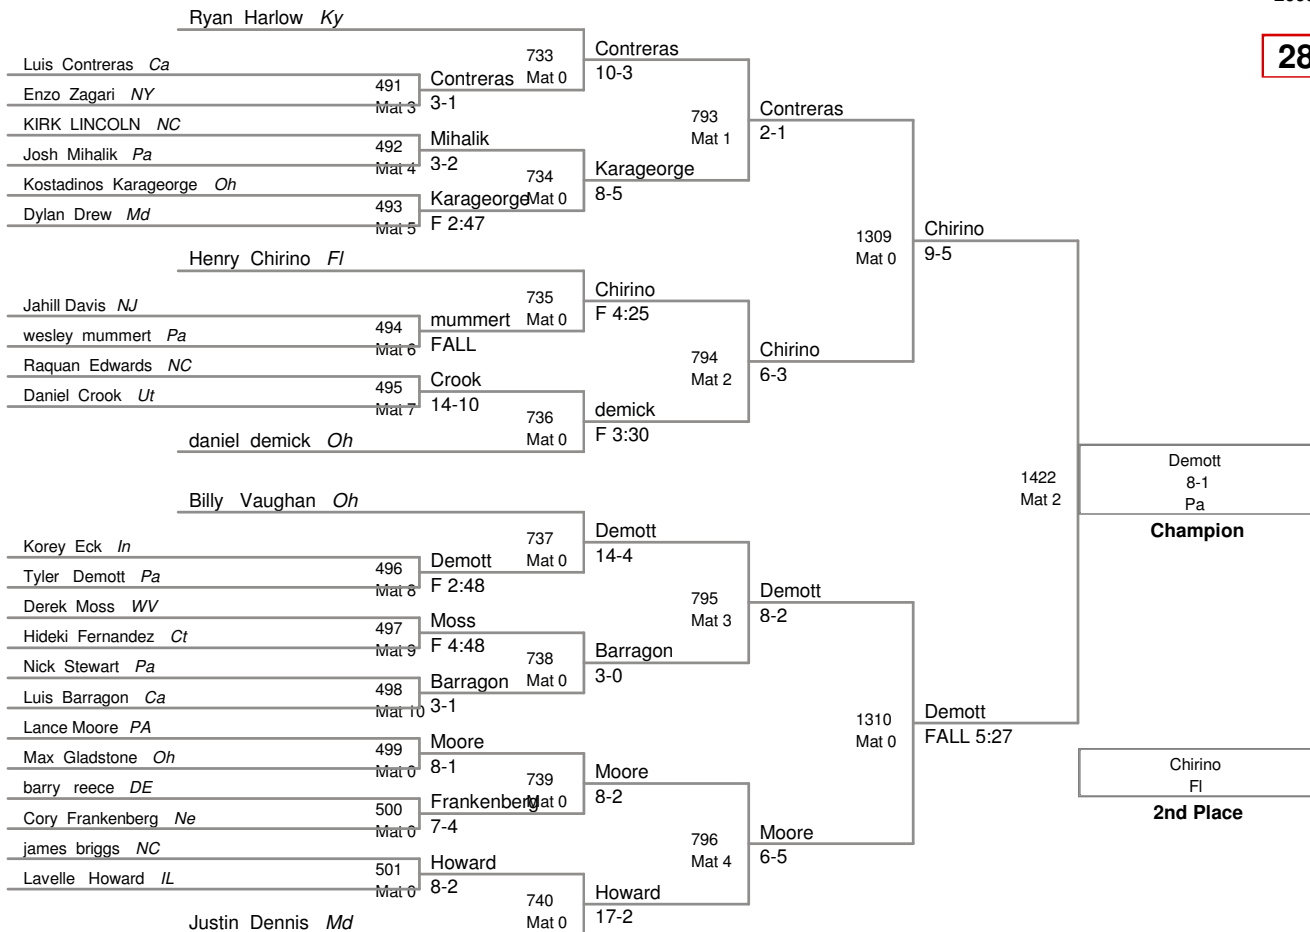 Ryan Harlow Ky
28
Luis Contreras Ca
Enzo Zagari NY
491
Mat 3
Contreras
3-1
733
Mat 0
Contreras
10-3
KIRK LINCOLN NC
Josh Mihalik Pa
492
Mat 4
Mihalik
3-2
Kostadinos Karageorge Oh
Dylan Drew Md
493
Mat 5
Karageorge
F 2:47
734
Mat 0
Karageorge
8-5
793
Mat 1
Contreras
2-1
Henry Chirino Fl
Jahill Davis NJ
wesley mummert Pa
494
Mat 6
mummert
FALL
735
Mat 0
Chirino
F 4:25
Raquan Edwards NC
Daniel Crook Ut
495
Mat 7
Crook
14-10
daniel demick Oh
736
Mat 0
demick
F 3:30
794
Mat 2
Chirino
6-3
1309
Mat 0
Chirino
9-5
Billy Vaughan Oh
Korey Eck In
Tyler Demott Pa
496
Mat 8
Demott
F 2:48
737
Mat 0
Demott
14-4
Derek Moss WV
Hideki Fernandez Ct
497
Mat 9
Moss
F 4:48
Nick Stewart Pa
Luis Barragon Ca
498
Mat 10
Barragon
3-1
738
Mat 0
Barragon
3-0
795
Mat 3
Demott
8-2
Lance Moore PA
Max Gladstone Oh
499
Mat 0
Moore
8-1
barry reece DE
Cory Frankenberg Ne
500
Mat 0
Frankenberg
7-4
739
Mat 0
Moore
8-2
james briggs NC
Lavelle Howard IL
501
Mat 0
Howard
8-2
Justin Dennis Md
740
Mat 0
Howard
17-2
796
Mat 4
Moore
6-5
1310
Mat 0
Demott
FALL 5:27
1422
Mat 2
Demott
8-1
Pa
Champion
Chirino
Fl
2nd Place